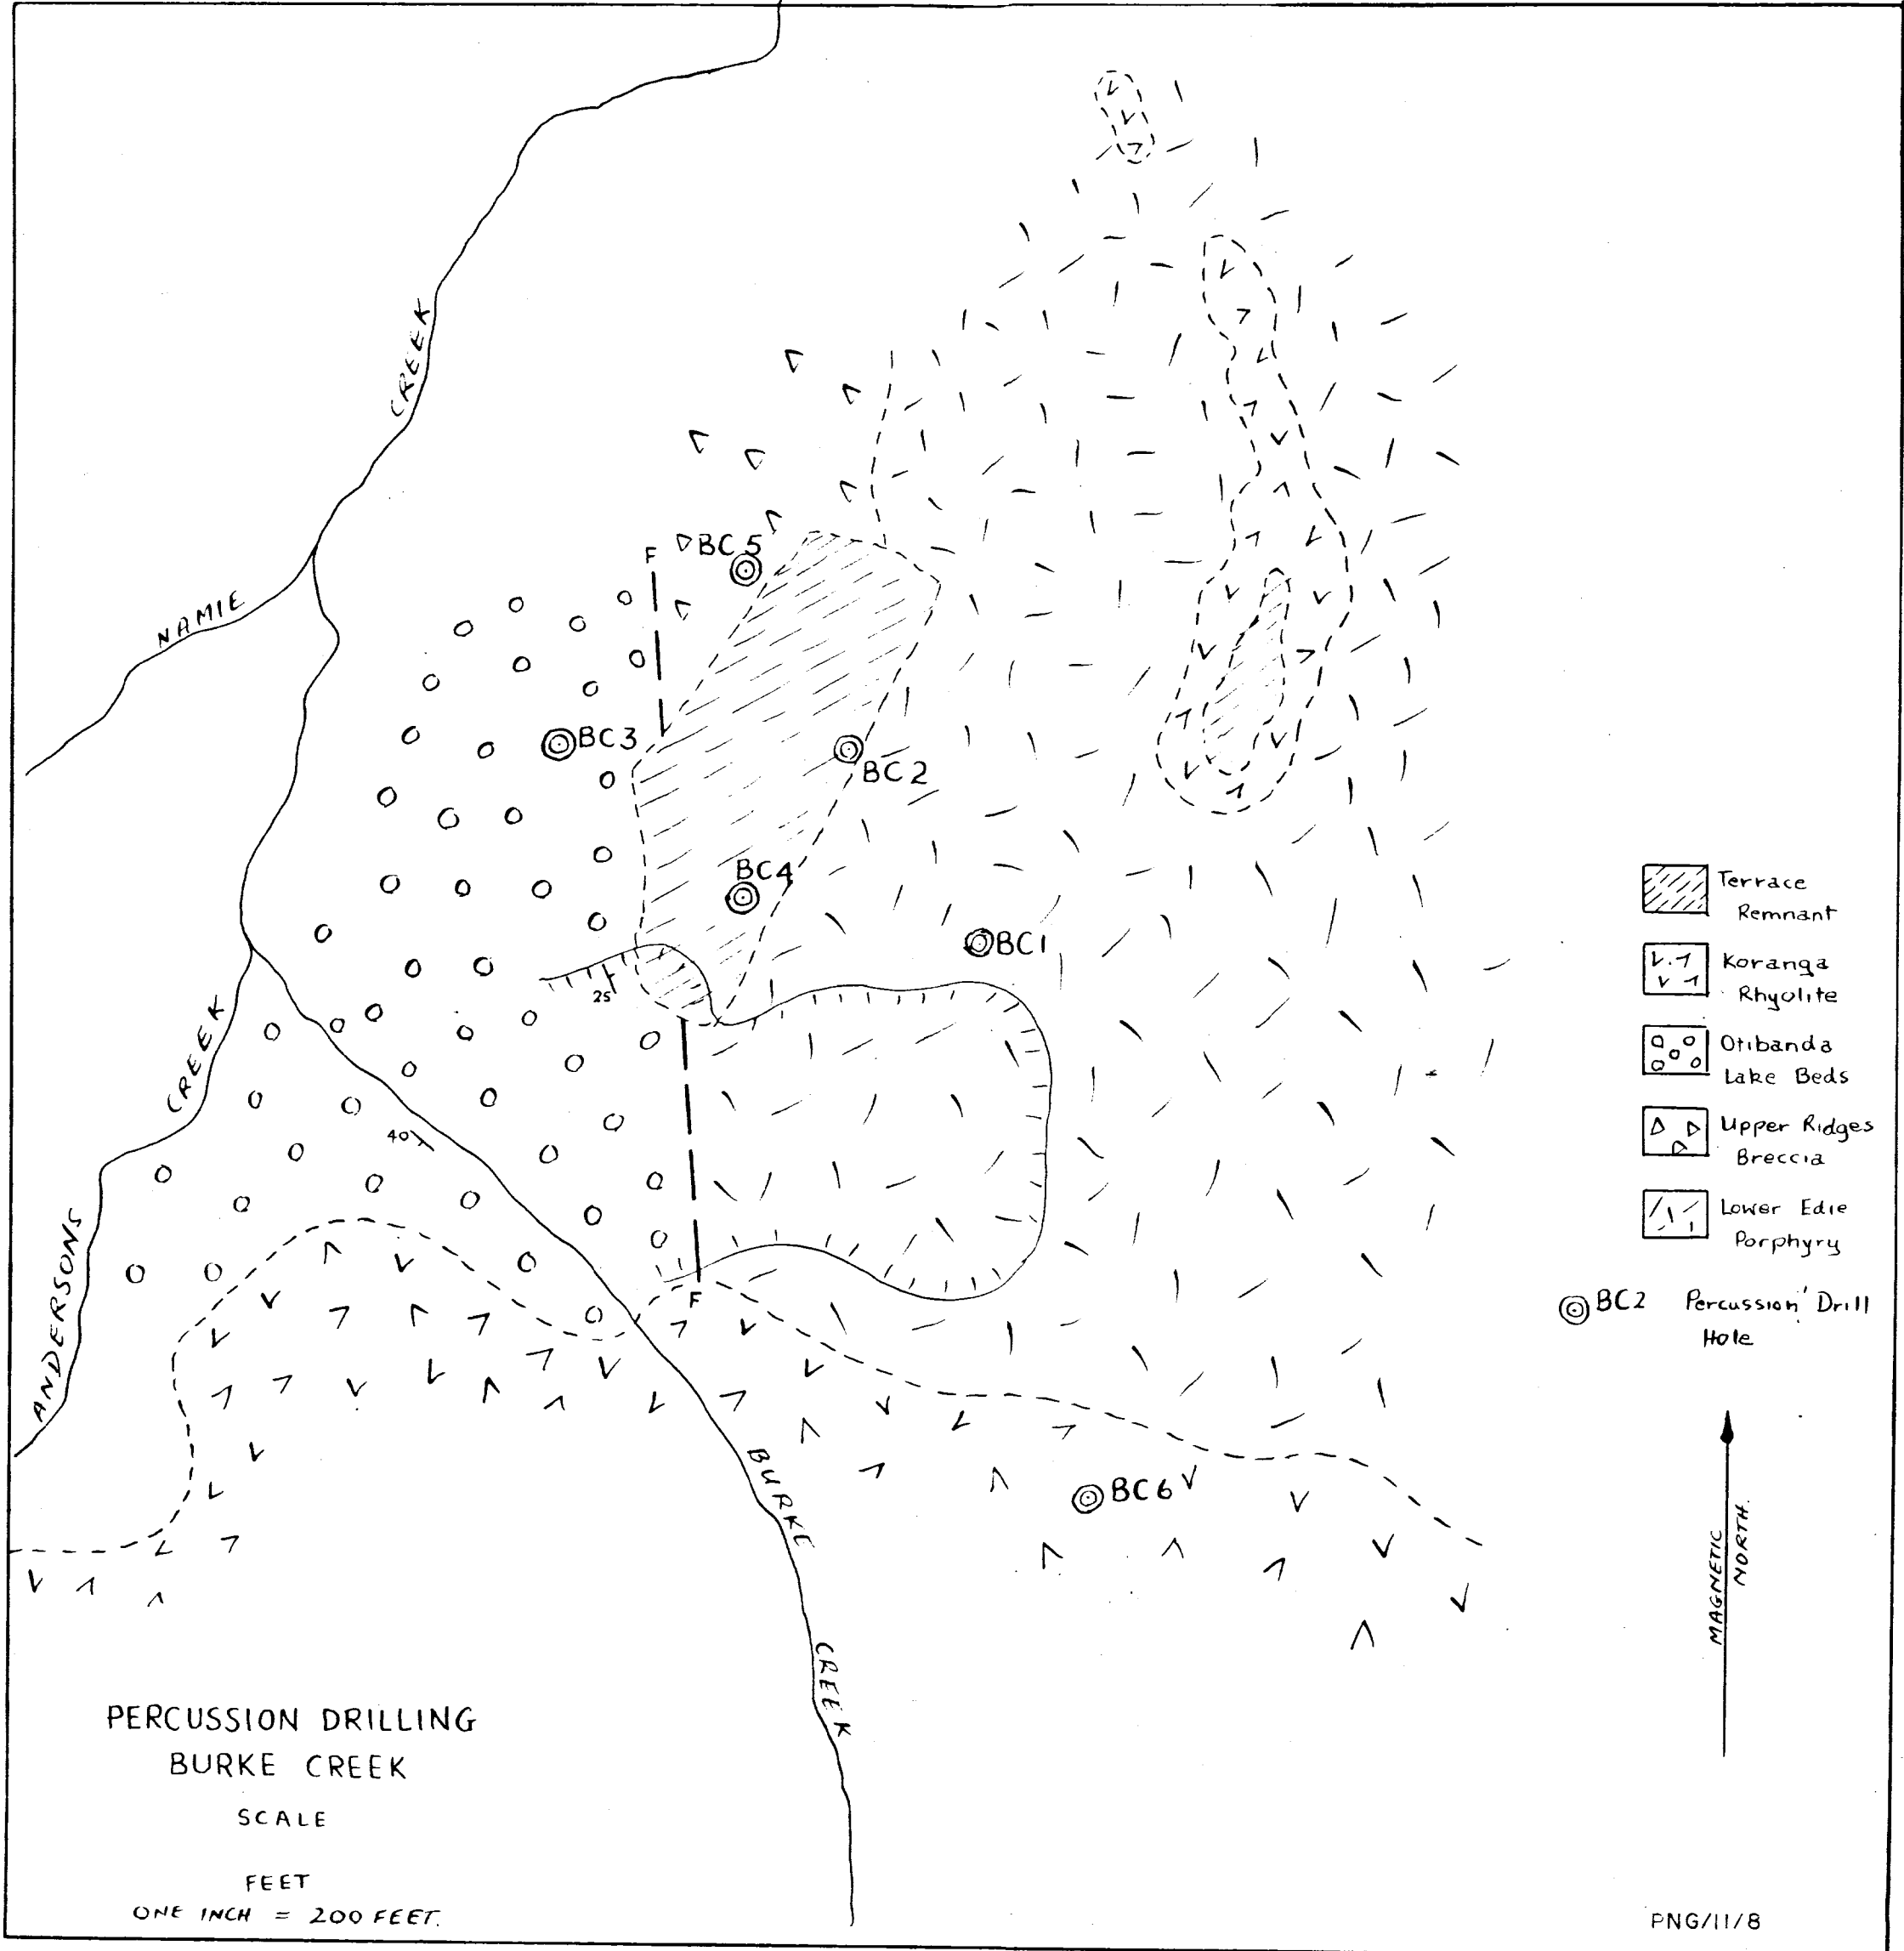 CREEK
NAMIE
F
BC5
BC3
BC2
BC4
BC1
25
CREEK
40
ANDERSONS
F
BC6
BURKE
CREEK
Terrace
Remnant
Koranga
Rhyolite
Otibanda
Lake Beds
Upper Ridges
Breccia
Lower Edie
Porphyry
BC2 Percussion Drill
Hole
MAGNETIC
NORTH.
PERCUSSION DRILLING
BURKE CREEK
SCALE
FEET
ONE INCH = 200 FEET.
PNG/11/8